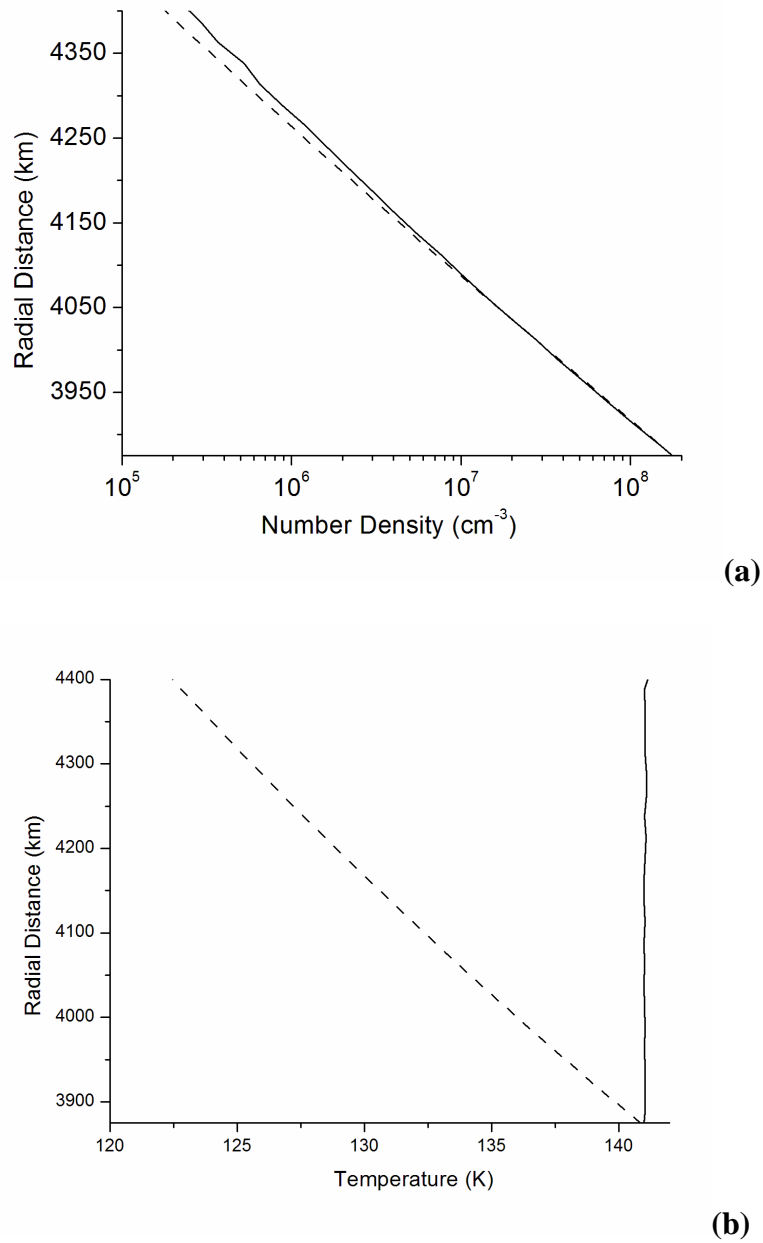 4350
4250
4150
4050
3950
Radial Distance (km)
10^5 10^6 10^7 10^8
Number Density (cm^-3)
(a)
4400
4300
4200
4100
4000
3900
Radial Distance (km)
120 125 130 135 140
Temperature (K)
(b)